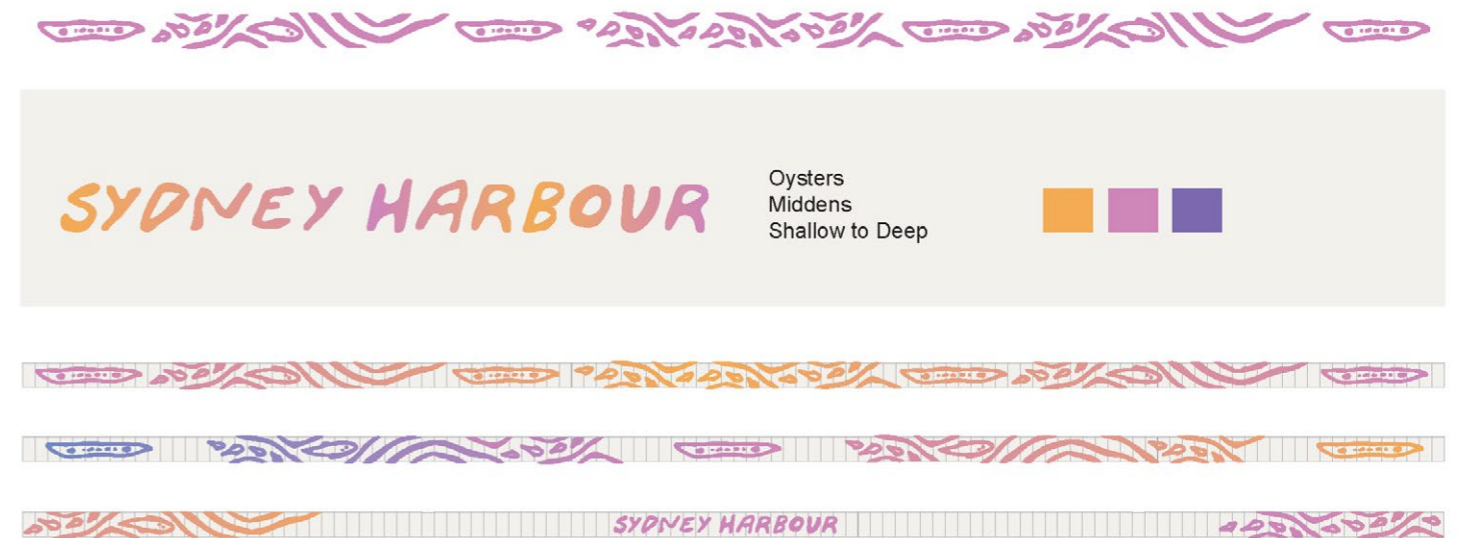 SYDNEY HARBOUR
Oysters
Middens
Shallow to Deep
SYDNEY HARBOUR